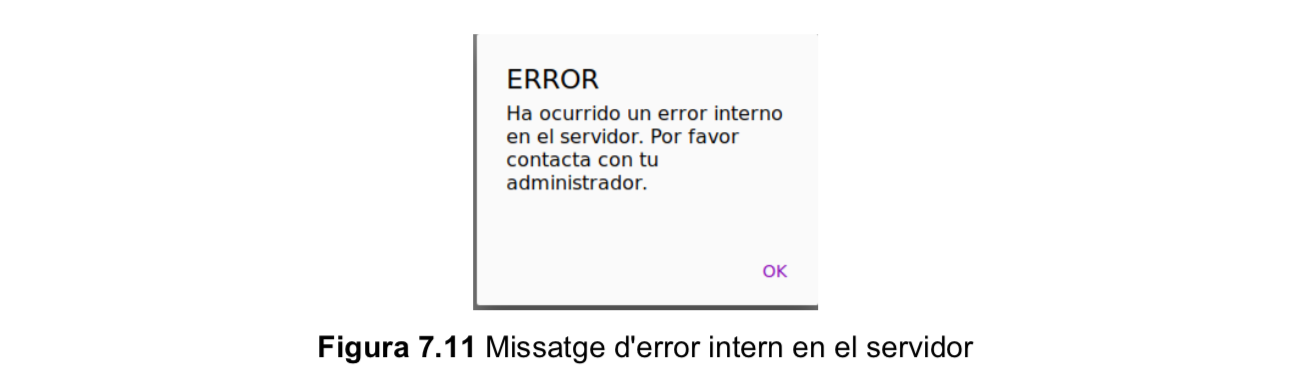 ERROR
Ha ocurrido un error interno
en el servidor. Por favor
contacta con tu
administrador.
OK
Figura 7.11 Missatge d'error intern en el servidor